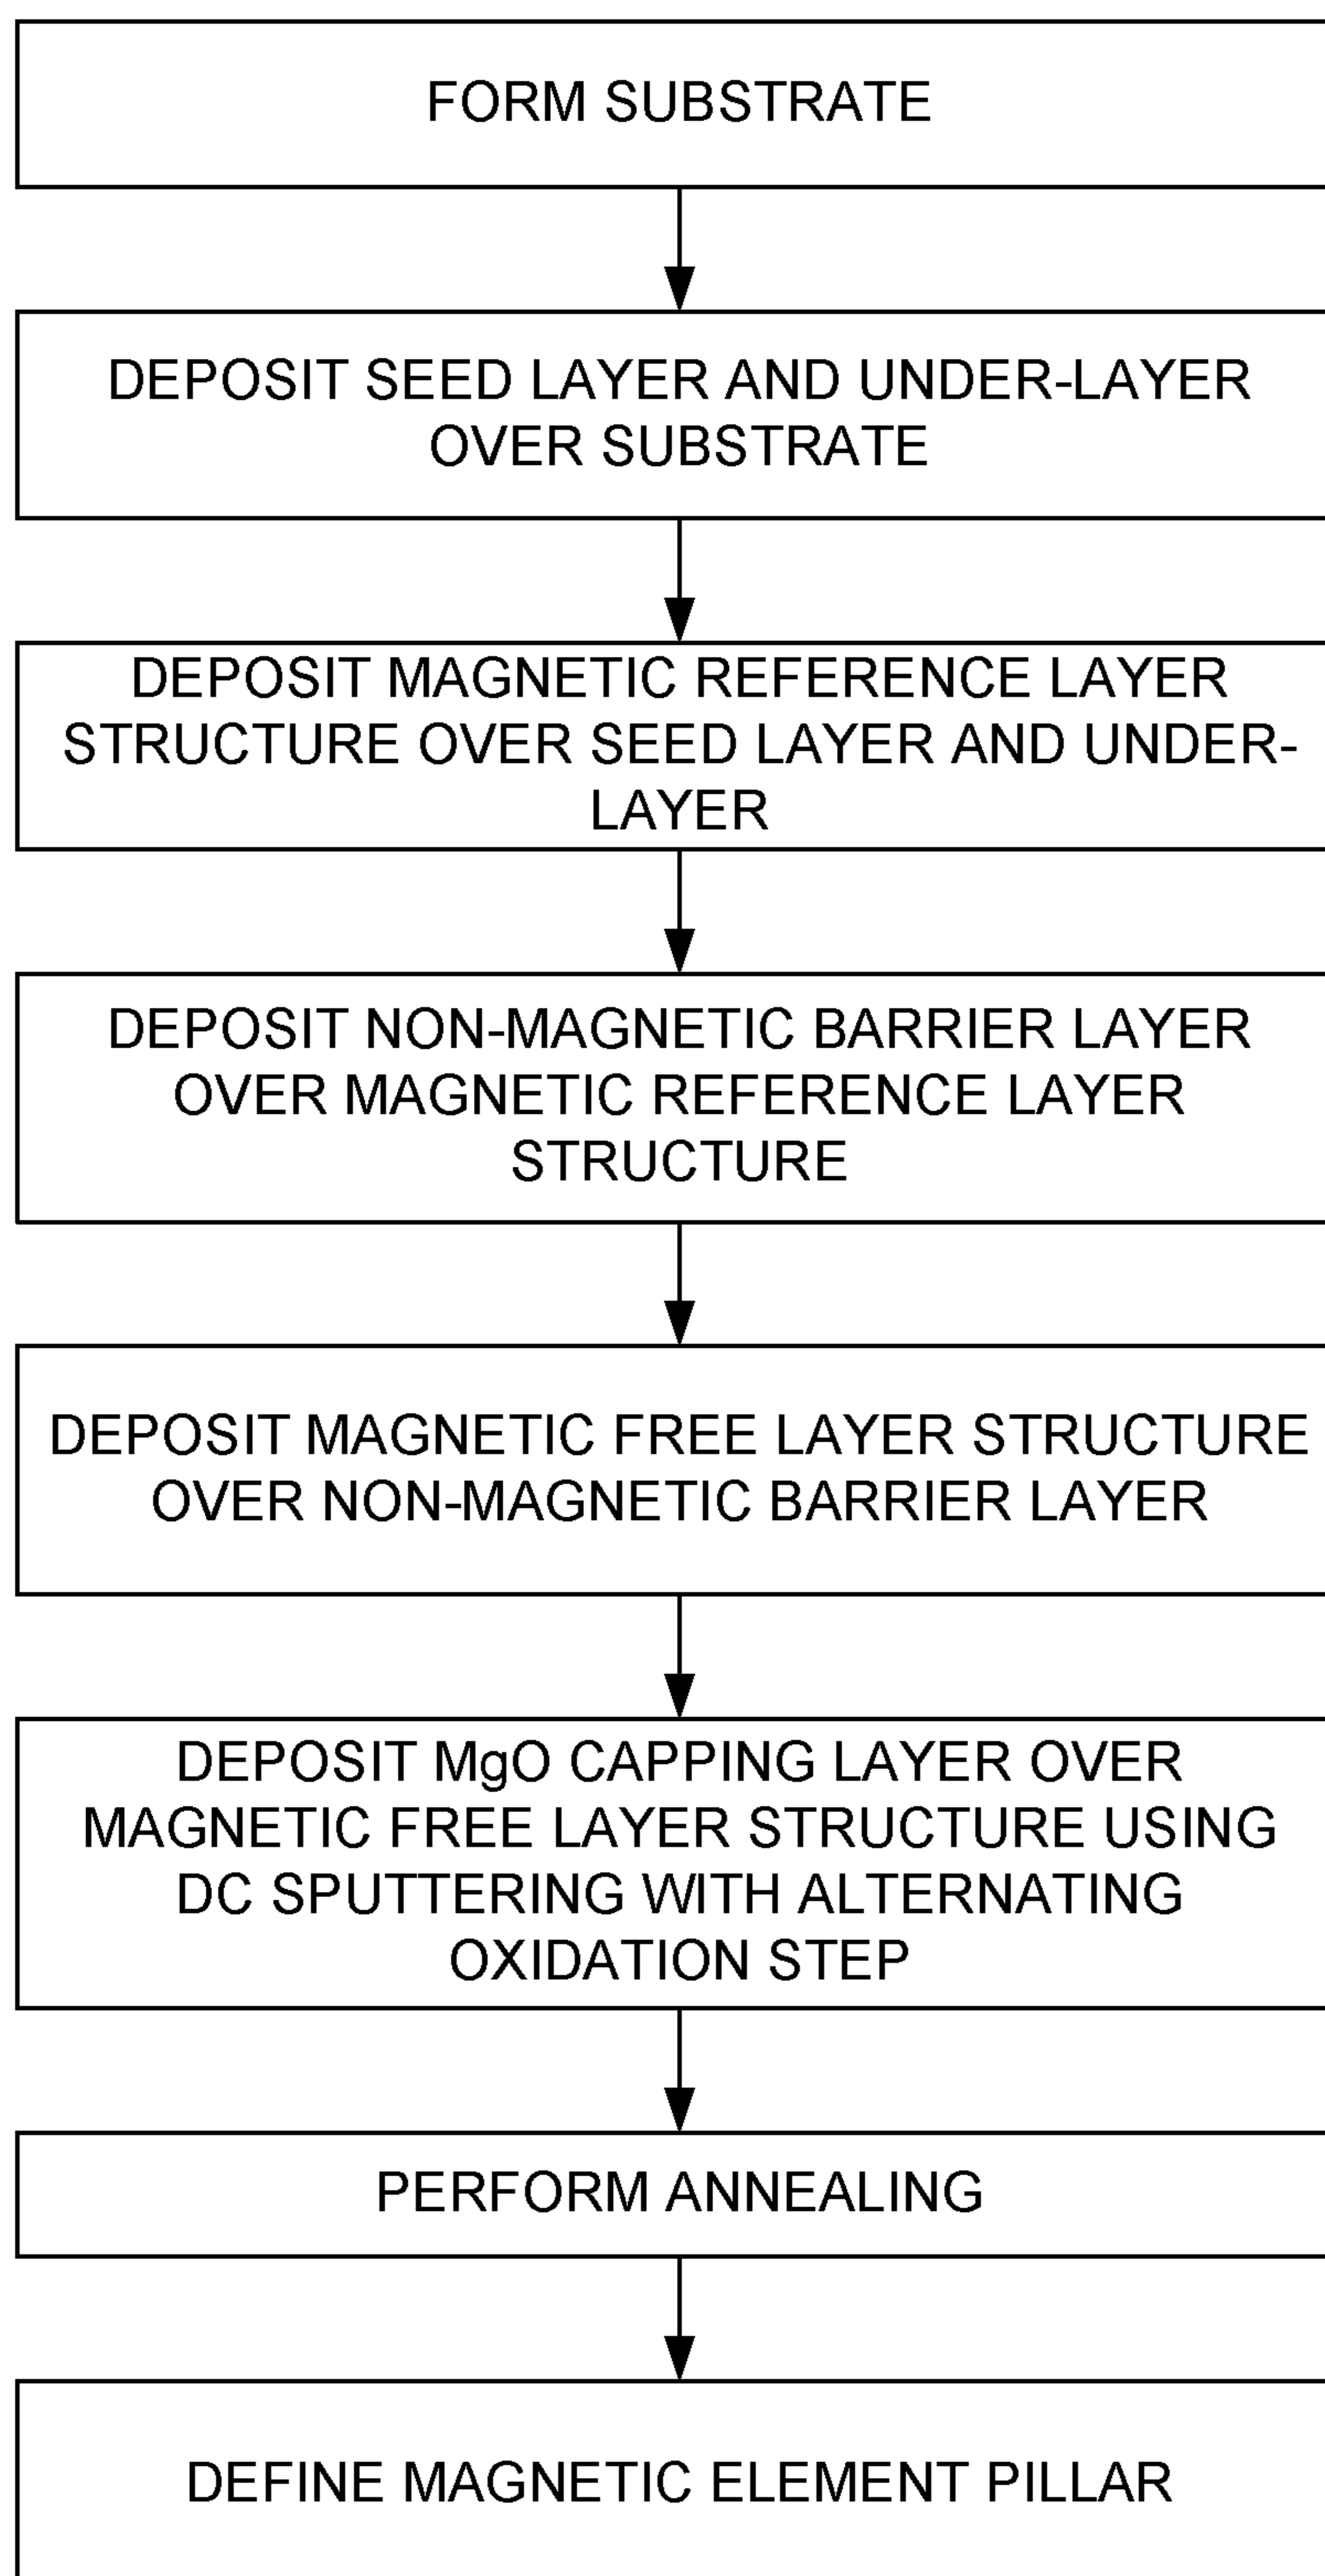 FORM SUBSTRATE
DEPOSIT SEED LAYER AND UNDER-LAYER
OVER SUBSTRATE
DEPOSIT MAGNETIC REFERENCE LAYER
STRUCTURE OVER SEED LAYER AND UNDER-
LAYER
DEPOSIT NON-MAGNETIC BARRIER LAYER
OVER MAGNETIC REFERENCE LAYER
STRUCTURE
DEPOSIT MAGNETIC FREE LAYER STRUCTURE
OVER NON-MAGNETIC BARRIER LAYER
DEPOSIT MgO CAPPING LAYER OVER
MAGNETIC FREE LAYER STRUCTURE USING
DC SPUTTERING WITH ALTERNATING
OXIDATION STEP
PERFORM ANNEALING
DEFINE MAGNETIC ELEMENT PILLAR